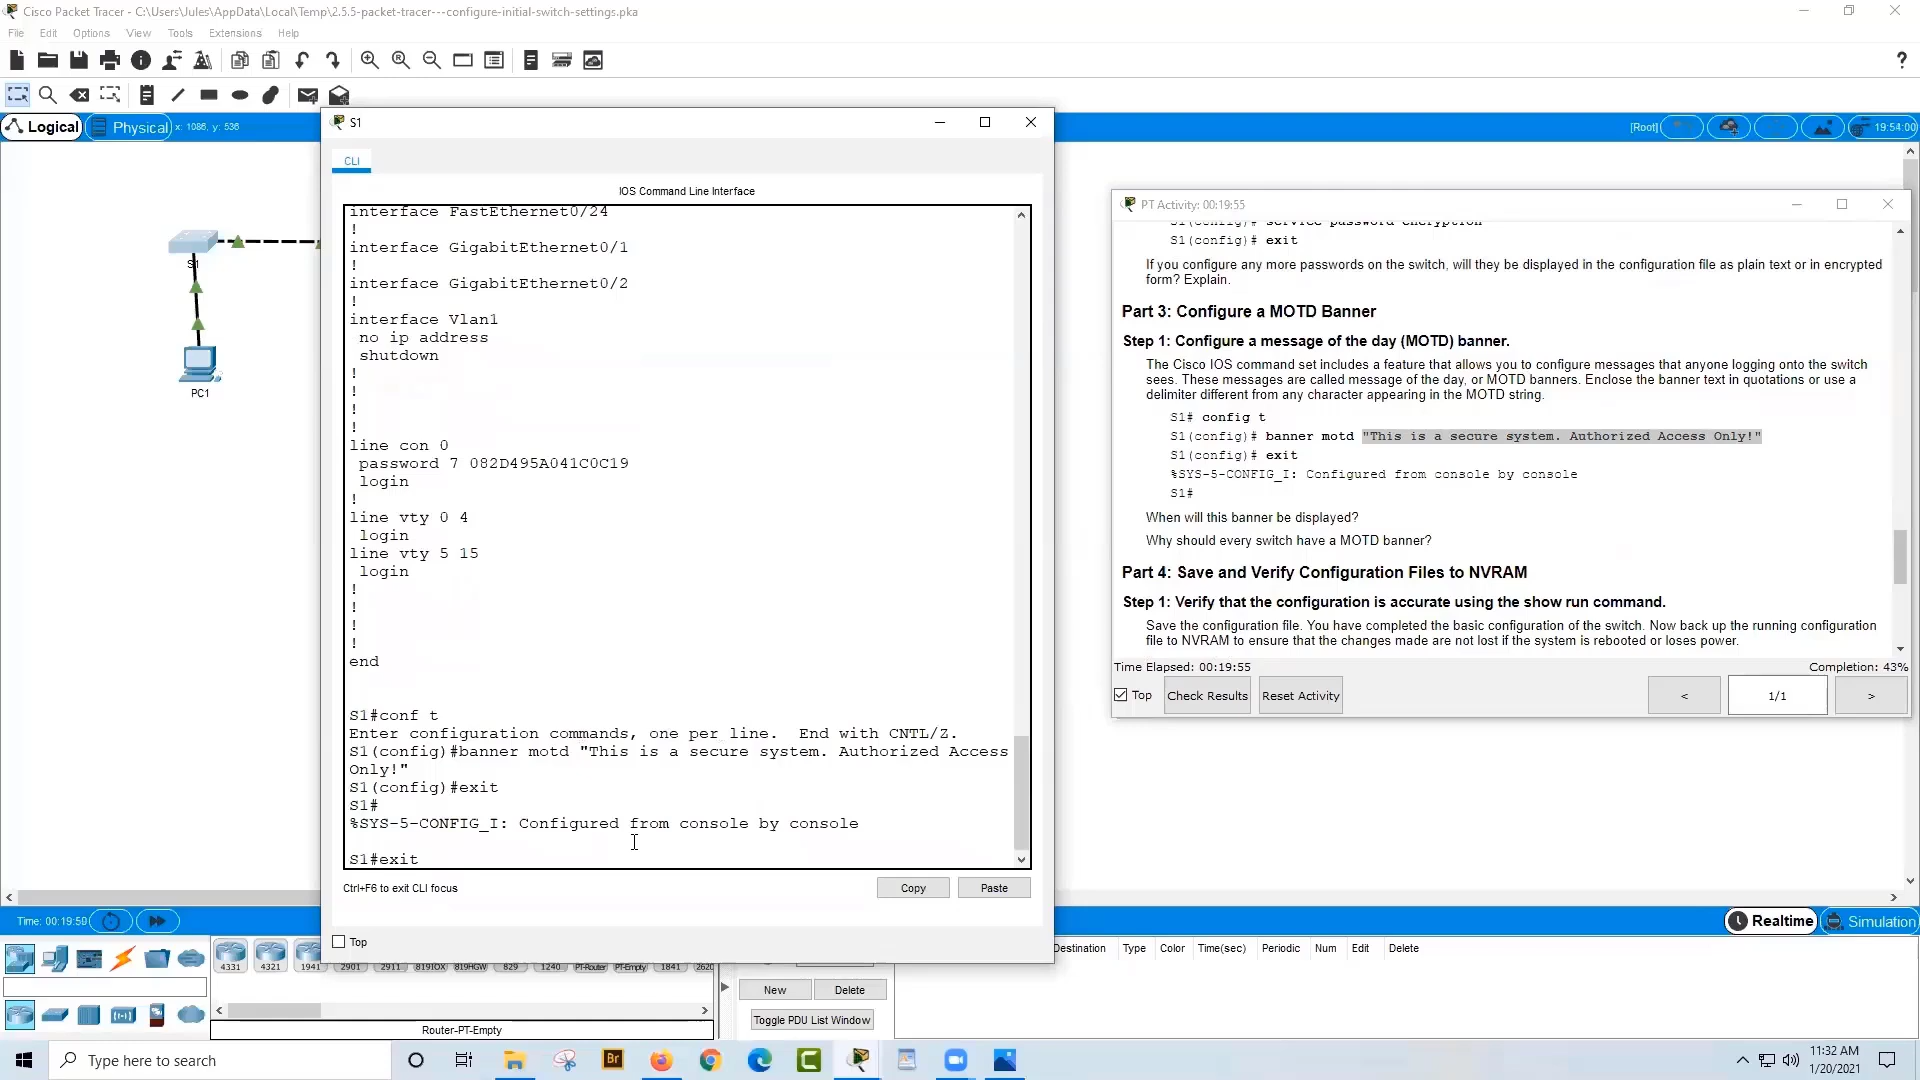 Cisco Packet Tracer - C:\Users\Jules\AppData\Local\Temp\2.5.5-packet-tracer---configure-initial-switch-settings.pka
File Edit Options View Tools Extensions Help
Logical Physical x: 1086, y: 536
[Root] 19:54:00
S1
PC1
S1
CLI
IOS Command Line Interface
interface FastEthernet0/24
!
interface GigabitEthernet0/1
!
interface GigabitEthernet0/2
!
interface Vlan1
no ip address
shutdown
!
!
!
!
line con 0
password 7 082D495A041C0C19
login
!
line vty 0 4
login
line vty 5 15
login
!
!
!
!
end
S1#conf t
Enter configuration commands, one per line.  End with CNTL/Z.
S1(config)#banner motd "This is a secure system. Authorized Access
Only!"
S1(config)#exit
S1#
%SYS-5-CONFIG_I: Configured from console by console
S1#exit
Ctrl+F6 to exit CLI focus
Copy Paste
Top
PT Activity: 00:19:55
S1(config)# service password-encryption
S1(config)# exit
If you configure any more passwords on the switch, will they be displayed in the configuration file as plain text or in encrypted
form? Explain.
Part 3: Configure a MOTD Banner
Step 1: Configure a message of the day (MOTD) banner.
The Cisco IOS command set includes a feature that allows you to configure messages that anyone logging onto the switch
sees. These messages are called message of the day, or MOTD banners. Enclose the banner text in quotations or use a
delimiter different from any character appearing in the MOTD string.
S1# config t
S1(config)# banner motd "This is a secure system. Authorized Access Only!"
S1(config)# exit
%SYS-5-CONFIG_I: Configured from console by console
S1#
When will this banner be displayed?
Why should every switch have a MOTD banner?
Part 4: Save and Verify Configuration Files to NVRAM
Step 1: Verify that the configuration is accurate using the show run command.
Save the configuration file. You have completed the basic configuration of the switch. Now back up the running configuration
file to NVRAM to ensure that the changes made are not lost if the system is rebooted or loses power.
Time Elapsed: 00:19:55 Completion: 43%
Top Check Results Reset Activity < 1/1 >
Time: 00:19:59
Realtime Simulation
4331 4321 1941 2901 2911 819IOX 819HGW 829 1240 PT-Router PT-Empty 1841 2620
Router-PT-Empty
New Delete
Toggle PDU List Window
Destination Type Color Time(sec) Periodic Num Edit Delete
Type here to search
Br
11:32 AM
1/20/2021